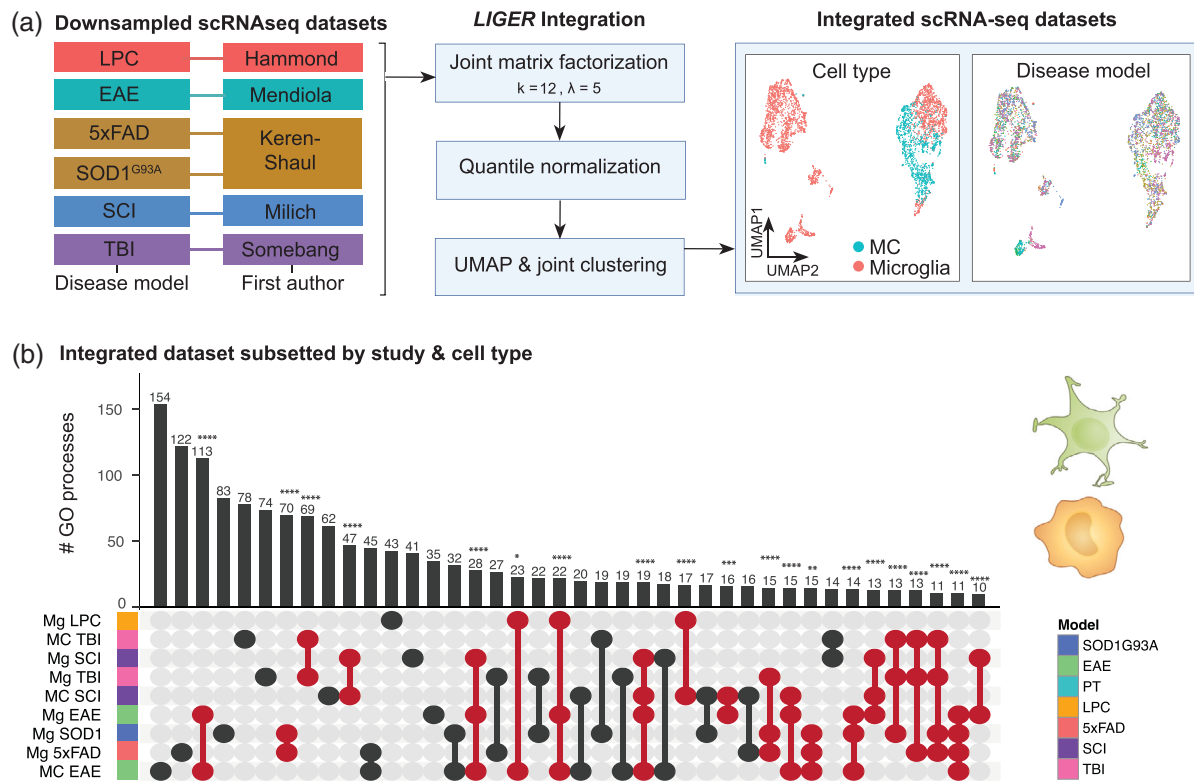 (a)
Downsampled scRNAseq datasets
LIGER Integration
Integrated scRNA-seq datasets
LPC
Hammond
EAE
Mendiola
5xFAD
Keren-
Shaul
SOD1G93A
SCI
Milich
TBI
Somebang
Disease model
First author
Joint matrix factorization
k = 12 , λ = 5
Quantile normalization
UMAP & joint clustering
Cell type
Disease model
UMAP1
UMAP2
MC
Microglia
(b)
Integrated dataset subsetted by study & cell type
# GO processes
150
100
50
0
154
122
****
113
83
78
74
****
70
****
69
62
****
47
45
43
41
35
32
****
28
27
*
23
22
****
22
20
19
19
****
19
18
****
17
17
***
16
16
****
15
****
15
**
15
14
****
14
****
13
****
13
****
13
****
11
****
11
****
10
Mg LPC
MC TBI
Mg SCI
Mg TBI
MC SCI
Mg EAE
Mg SOD1
Mg 5xFAD
MC EAE
Model
SOD1G93A
EAE
PT
LPC
5xFAD
SCI
TBI